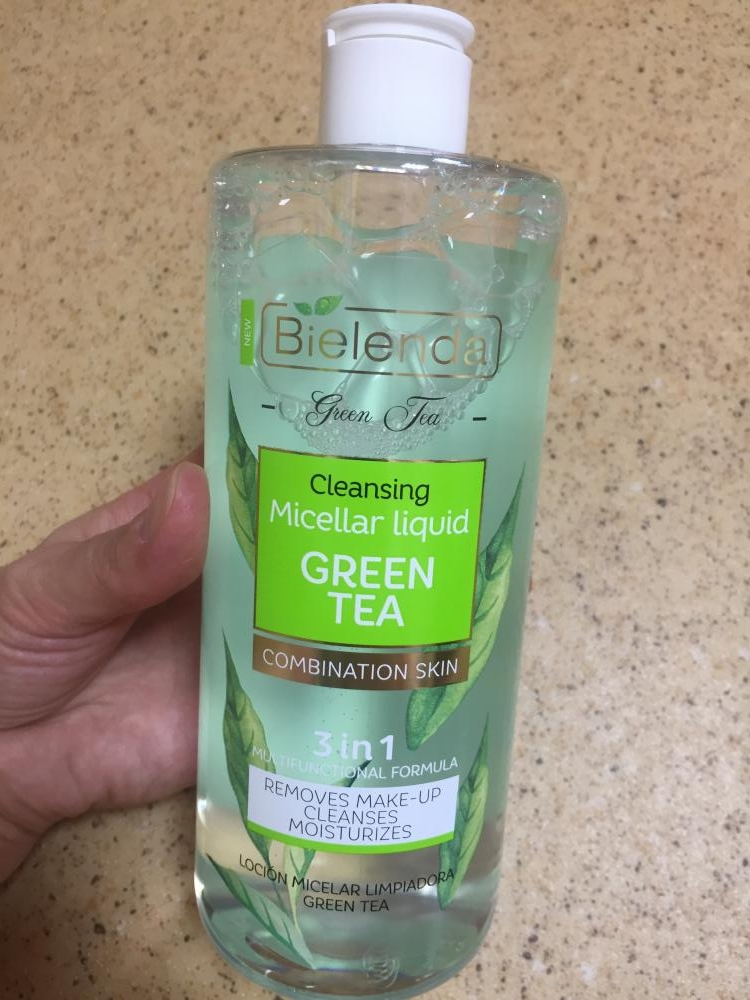 NEW
Bielenda
Green Tea
Cleansing
Micellar liquid
GREEN
TEA
COMBINATION SKIN
3 in 1
MULTIFUNCTIONAL FORMULA
REMOVES MAKE-UP
CLEANSES
MOISTURIZES
LOCIÓN MICELAR LIMPIADORA
GREEN TEA